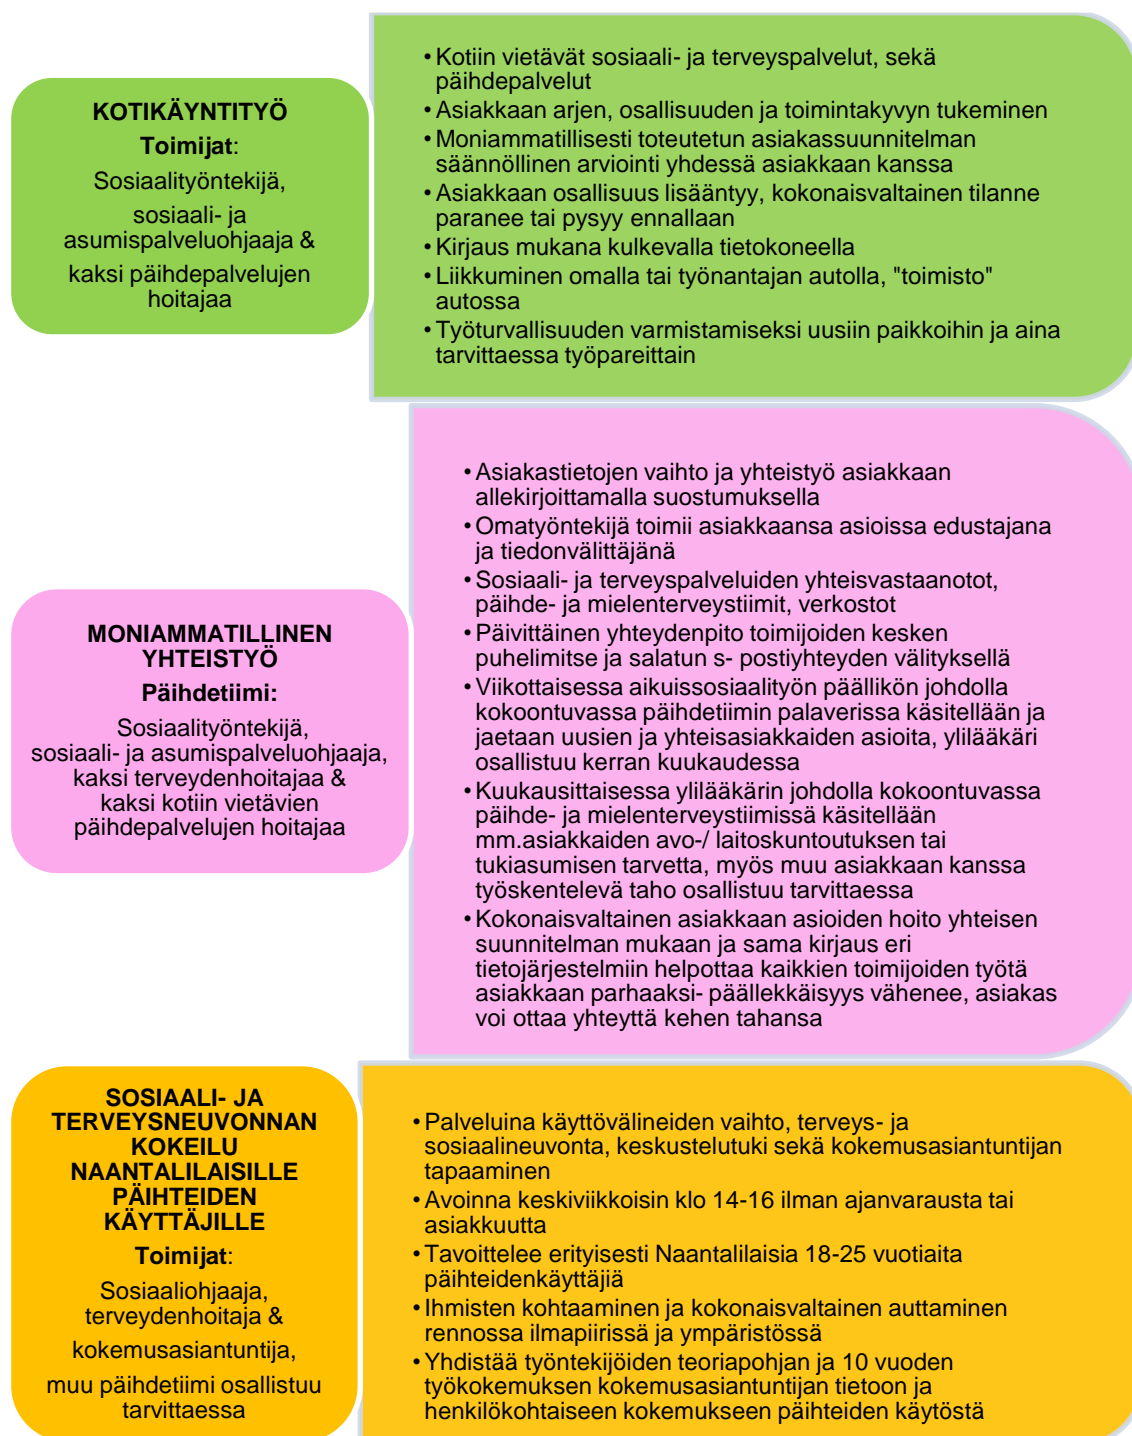 KOTIKÄYNTITYÖ
Toimijat:
Sosiaalityöntekijä,
sosiaali- ja
asumispalveluohjaaja &
kaksi päihdepalvelujen
hoitajaa
• Kotiin vietävät sosiaali- ja terveyspalvelut, sekä
päihdepalvelut
• Asiakkaan arjen, osallisuuden ja toimintakyvyn tukeminen
• Moniammatillisesti toteutetun asiakassuunnitelman
säännöllinen arviointi yhdessä asiakkaan kanssa
• Asiakkaan osallisuus lisääntyy, kokonaisvaltainen tilanne
paranee tai pysyy ennallaan
• Kirjaus mukana kulkevalla tietokoneella
• Liikkuminen omalla tai työnantajan autolla, "toimisto"
autossa
• Työturvallisuuden varmistamiseksi uusiin paikkoihin ja aina
tarvittaessa työpareittain
MONIAMMATILLINEN
YHTEISTYÖ
Päihdetiimi:
Sosiaalityöntekijä,
sosiaali- ja asumispalveluohjaaja,
kaksi terveydenhoitajaa &
kaksi kotiin vietävien
päihdepalvelujen hoitajaa
• Asiakastietojen vaihto ja yhteistyö asiakkaan
allekirjoittamalla suostumuksella
• Omatyöntekijä toimii asiakkaansa asioissa edustajana
ja tiedonvälittäjänä
• Sosiaali- ja terveyspalveluiden yhteisvastaanotot,
päihde- ja mielenterveystiimit, verkostot
• Päivittäinen yhteydenpito toimijoiden kesken
puhelimitse ja salatun s- postiyhteyden välityksellä
• Viikottaisessa aikuissosiaalityön päällikön johdolla
kokoontuvassa päihdetiimin palaverissa käsitellään ja
jaetaan uusien ja yhteisasiakkaiden asioita, ylilääkäri
osallistuu kerran kuukaudessa
• Kuukausittaisessa ylilääkärin johdolla kokoontuvassa
päihde- ja mielenterveystiimissä käsitellään
mm.asiakkaiden avo-/ laitoskuntoutuksen tai
tukiasumisen tarvetta, myös muu asiakkaan kanssa
työskentelevä taho osallistuu tarvittaessa
• Kokonaisvaltainen asiakkaan asioiden hoito yhteisen
suunnitelman mukaan ja sama kirjaus eri
tietojärjestelmiin helpottaa kaikkien toimijoiden työtä
asiakkaan parhaaksi- päällekkäisyys vähenee, asiakas
voi ottaa yhteyttä kehen tahansa
SOSIAALI- JA
TERVEYSNEUVONNAN
KOKEILU
NAANTALILAISILLE
PÄIHTEIDEN
KÄYTTÄJILLE
Toimijat:
Sosiaaliohjaaja,
terveydenhoitaja &
kokemusasiantuntija,
muu päihdetiimi osallistuu
tarvittaessa
• Palveluina käyttövälineiden vaihto, terveys- ja
sosiaalineuvonta, keskustelutuki sekä kokemusasiantuntijan
tapaaminen
• Avoinna keskiviikkoisin klo 14-16 ilman ajanvarausta tai
asiakkuutta
• Tavoittelee erityisesti Naantalilaisia 18-25 vuotiaita
päihteidenkäyttäjiä
• Ihmisten kohtaaminen ja kokonaisvaltainen auttaminen
rennossa ilmapiirissä ja ympäristössä
• Yhdistää työntekijöiden teoriapohjan ja 10 vuoden
työkokemuksen kokemusasiantuntijan tietoon ja
henkilökohtaiseen kokemukseen päihteiden käytöstä